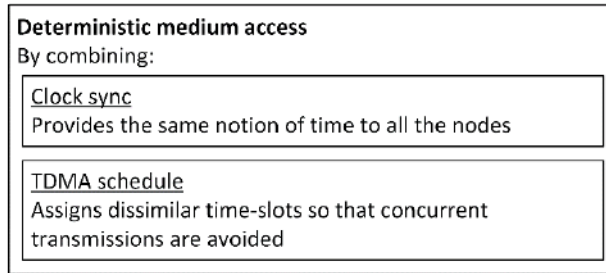 Deterministic medium access
By combining:
Clock sync
Provides the same notion of time to all the nodes
TDMA schedule
Assigns dissimilar time-slots so that concurrent
transmissions are avoided